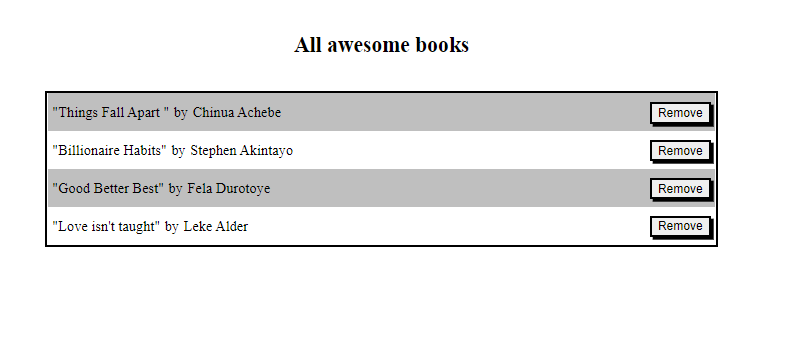 All awesome books
"Things Fall Apart " by Chinua Achebe Remove
"Billionaire Habits" by Stephen Akintayo Remove
"Good Better Best" by Fela Durotoye Remove
"Love isn't taught" by Leke Alder Remove